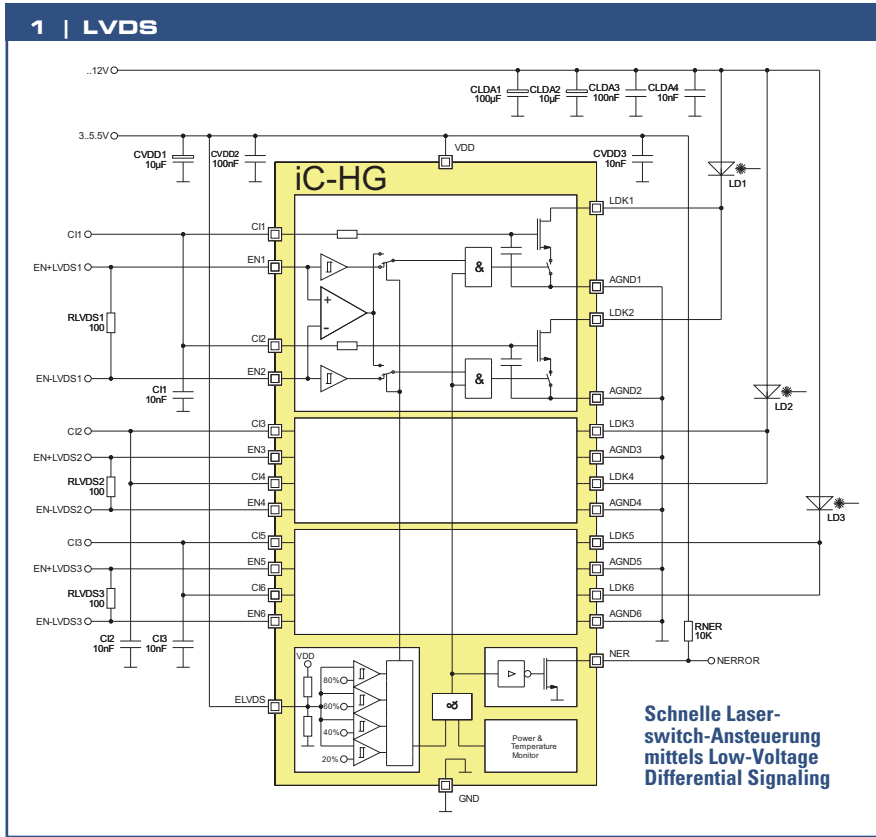 1 | LVDS
..12V
CLDA1 100µF
CLDA2 10µF
CLDA3 100nF
CLDA4 10nF
3..5.5V
CVDD1 10µF
CVDD2 100nF
VDD
CVDD3 10nF
iC-HG
LD1
LDK1
CI1
CI1
EN+LVDS1
EN1
&
AGND1
RLVDS1 100
+
-
LDK2
CI2
EN-LVDS1
EN2
&
CI1 10nF
AGND2
LD2
CI2
CI3
LDK3
EN+LVDS2
EN3
AGND3
RLVDS2 100
CI4
LDK4
EN-LVDS2
EN4
AGND4
LD3
CI3
CI5
LDK5
EN+LVDS3
EN5
AGND5
RLVDS3 100
CI6
LDK6
EN-LVDS3
EN6
AGND6
CI2 10nF
CI3 10nF
RNER 10K
VDD
NER
NERROR
80%
ELVDS
60%
&
40%
20%
Power &
Temperature
Monitor
GND
Schnelle Laser-
switch-Ansteuerung
mittels Low-Voltage
Differential Signaling